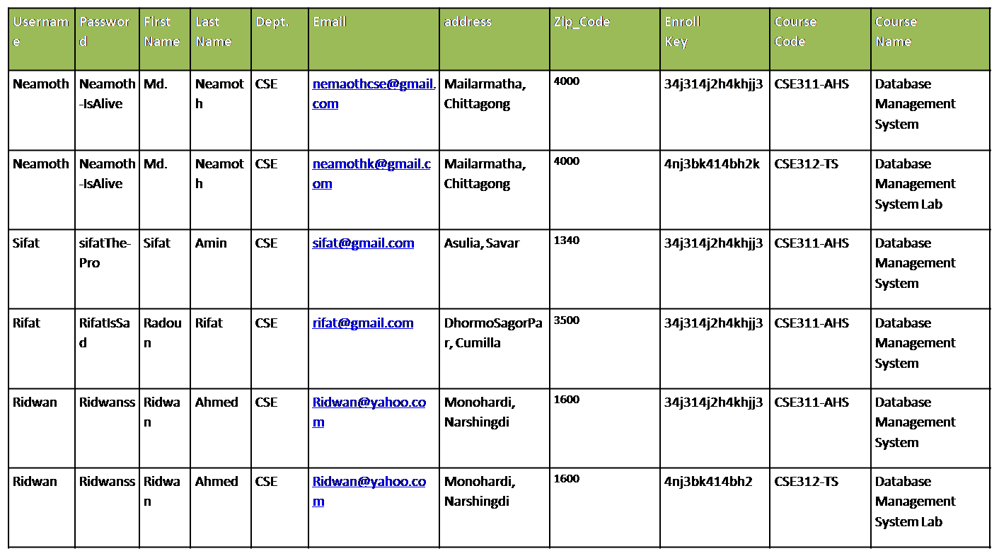 Username Password First Name Last Name Dept. Email address Zip_Code Enroll Key Course Code Course Name
Neamoth Neamoth-IsAlive Md. Neamoth CSE nemaothcse@gmail.com Mailarmatha, Chittagong 4000 34j314j2h4khjj3 CSE311-AHS Database Management System
Neamoth Neamoth-IsAlive Md. Neamoth CSE neamothk@gmail.com Mailarmatha, Chittagong 4000 4nj3bk414bh2k CSE312-TS Database Management System Lab
Sifat sifatThe-Pro Sifat Amin CSE sifat@gmail.com Asulia, Savar 1340 34j314j2h4khjj3 CSE311-AHS Database Management System
Rifat RifatIsSad Radoun Rifat CSE rifat@gmail.com DhormoSagorPar, Cumilla 3500 34j314j2h4khjj3 CSE311-AHS Database Management System
Ridwan Ridwanss Ridwan Ahmed CSE Ridwan@yahoo.com Monohardi, Narshingdi 1600 34j314j2h4khjj3 CSE311-AHS Database Management System
Ridwan Ridwanss Ridwan Ahmed CSE Ridwan@yahoo.com Monohardi, Narshingdi 1600 4nj3bk414bh2 CSE312-TS Database Management System Lab